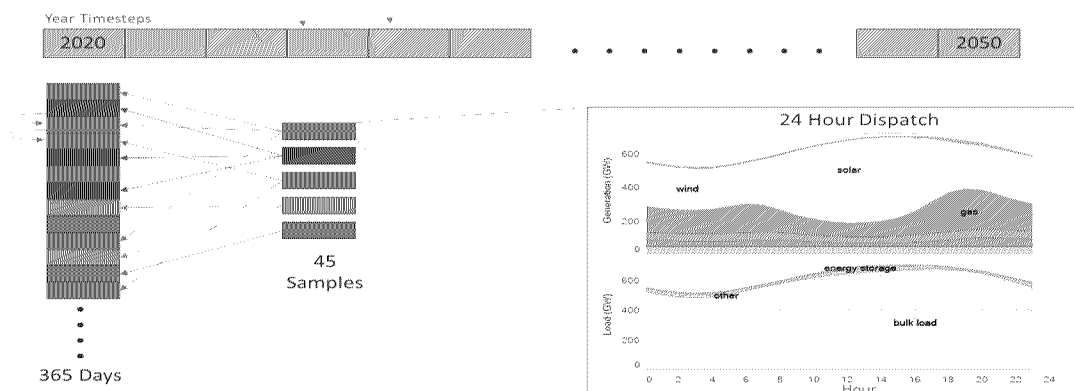 Year Timesteps
2020
2050
45
Samples
365 Days
24 Hour Dispatch
Generation (GW)
600
400
200
0
wind
solar
gas
Load (GW)
600
400
200
0
energy storage
other
bulk load
0 2 4 6 8 10 12 14 16 18 20 22 24
Hour